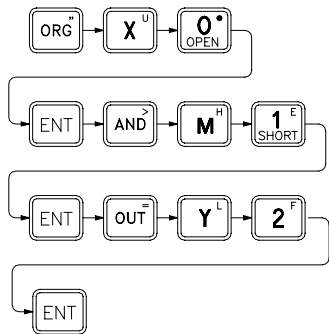 ORG " X U 0 • OPEN
ENT AND > M H 1 E SHORT
ENT OUT = Y L 2 F
ENT